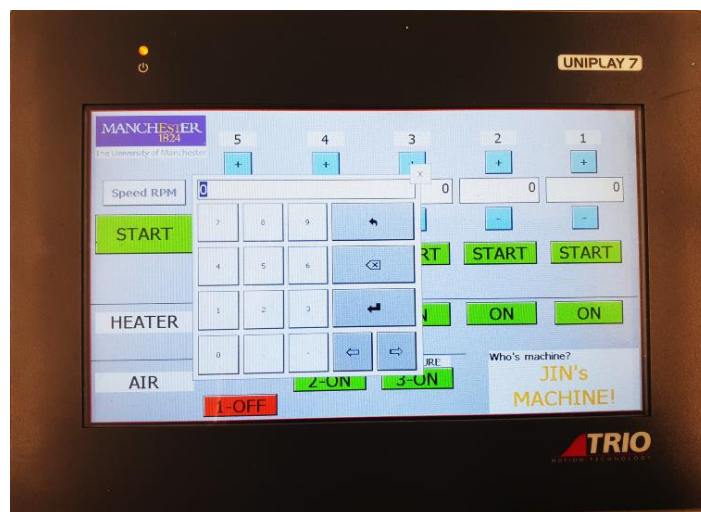 UNIPLAY 7
MANCHESTER
1824
The University of Manchester
5 4 3 2 1
+ + + +
Speed RPM
0
0 0 0
7 8 9
- -
START
START START
4 5 6
1 2 3
HEATER
ON ON
0
Who's machine?
AIR
2-ON 3-ON
JIN's
MACHINE!
1-OFF
TRIO
MOTION TECHNOLOGY